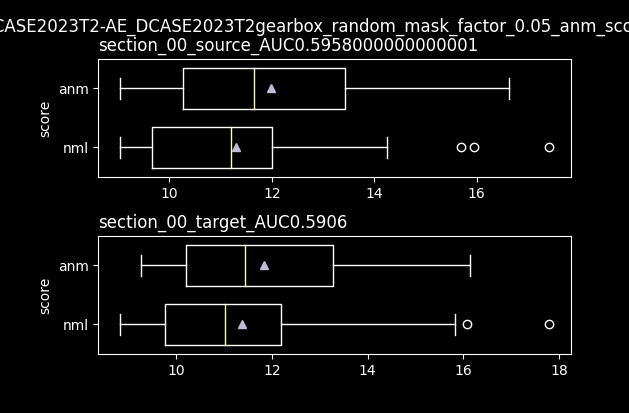 CASE2023T2-AE_DCASE2023T2gearbox_random_mask_factor_0.05_anm_sco
section_00_source_AUC0.5958000000000001
anm
nml
score
10 12 14 16
section_00_target_AUC0.5906
anm
nml
score
10 12 14 16 18